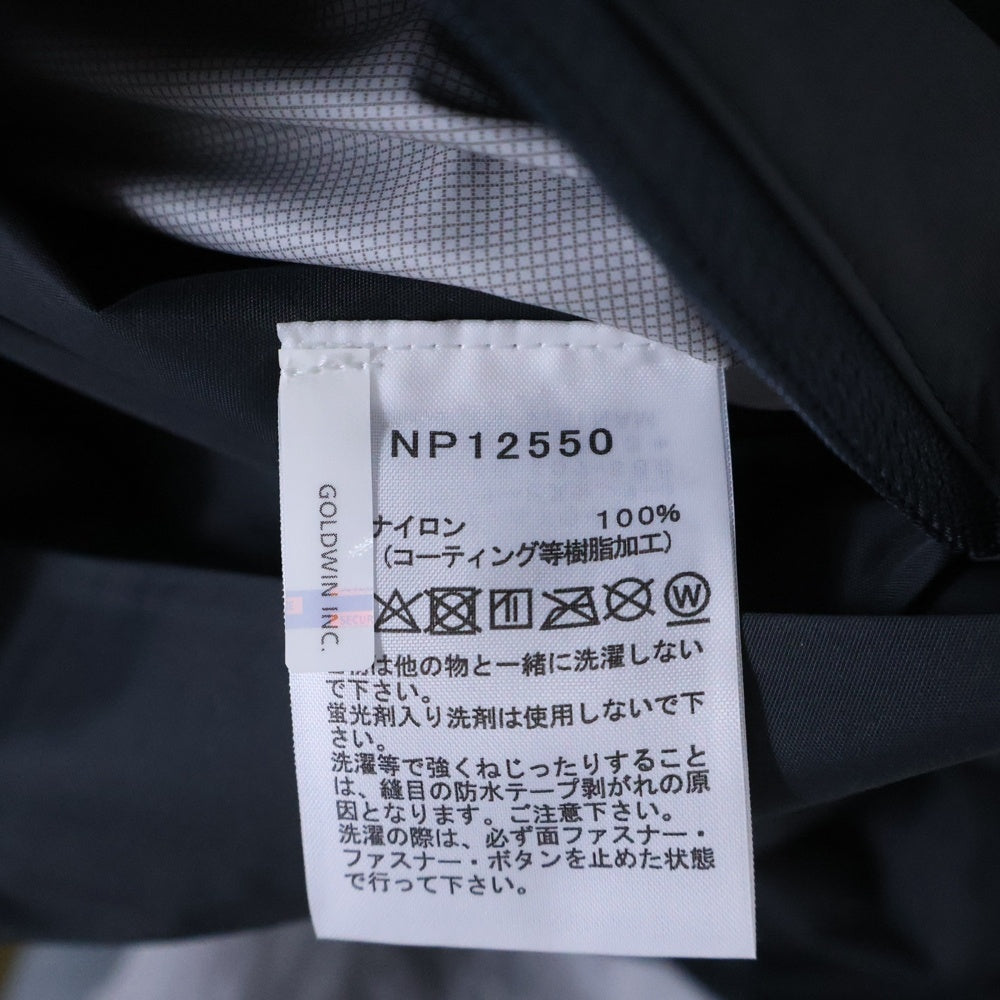 NP12550
ナイロン 100%
(コーティング等樹脂加工)
GOLDWIN INC.
SECUR
W
物は他の物と一緒に洗濯しない
で下さい。
蛍光剤入り洗剤は使用しないで下
さい。
洗濯等で強くねじったりすること
は、縫目の防水テープ剥がれの原
因となります。ご注意下さい。
洗濯の際は、必ず面ファスナー・
ファスナー・ボタンを止めた状態
で行って下さい。